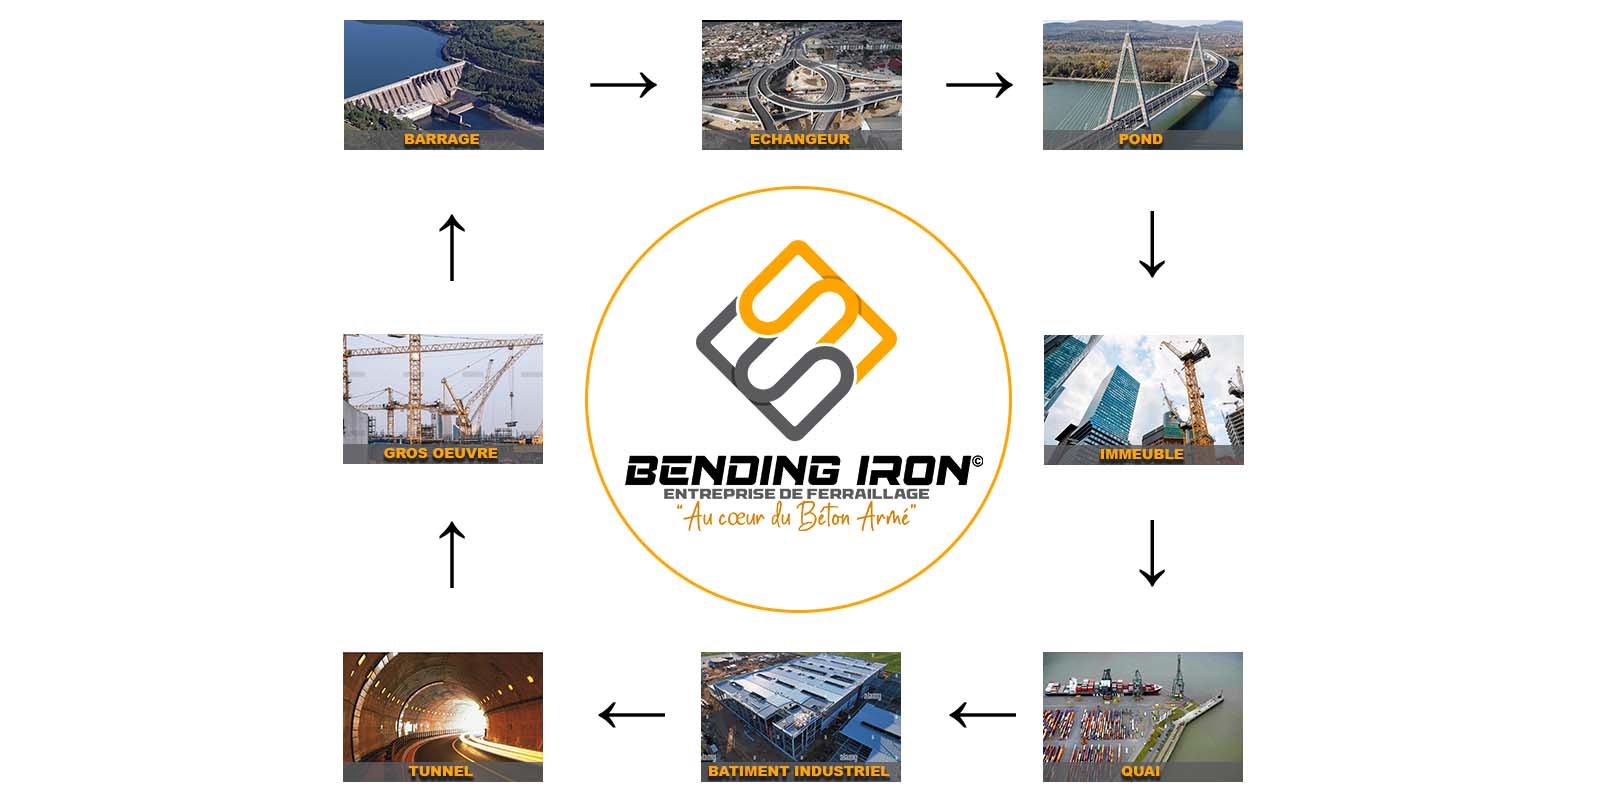 BARRAGE
ECHANGEUR
POND
GROS OEUVRE
BENDING IRON©
ENTREPRISE DE FERRAILLAGE
“Au cœur du Béton Armé”
IMMEUBLE
TUNNEL
BATIMENT INDUSTRIEL
QUAI